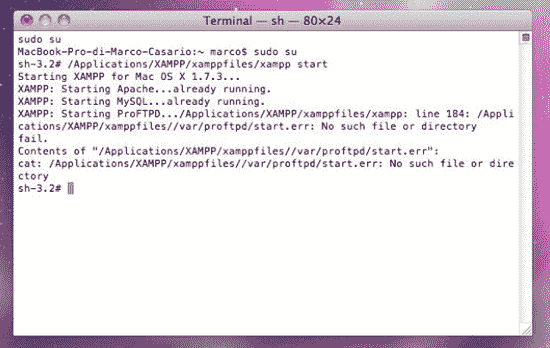 Terminal — sh — 80×24
sudo su
MacBook-Pro-di-Marco-Casario:~ marco$ sudo su
sh-3.2# /Applications/XAMPP/xamppfiles/xampp start
Starting XAMPP for Mac OS X 1.7.3...
XAMPP: Starting Apache...already running.
XAMPP: Starting MySQL...already running.
XAMPP: Starting ProFTPD.../Applications/XAMPP/xamppfiles/xampp: line 184: /Appli
cations/XAMPP/xamppfiles//var/proftpd/start.err: No such file or directory
fail.
Contents of "/Applications/XAMPP/xamppfiles//var/proftpd/start.err":
cat: /Applications/XAMPP/xamppfiles//var/proftpd/start.err: No such file or dire
ctory
sh-3.2#